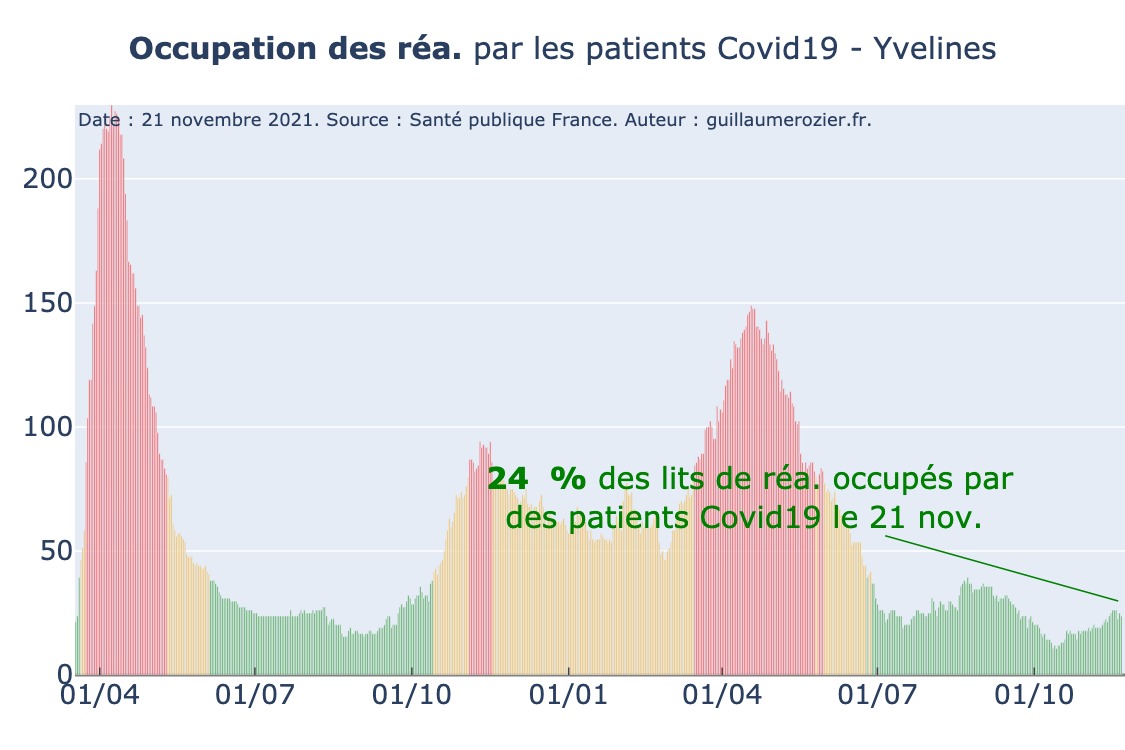 Occupation des réa. par les patients Covid19 - Yvelines
Date : 21 novembre 2021. Source : Santé publique France. Auteur : guillaumerozier.fr.
200
150
100
24 % des lits de réa. occupés par
des patients Covid19 le 21 nov.
50
0
01/04 01/07 01/10 01/01 01/04 01/07 01/10